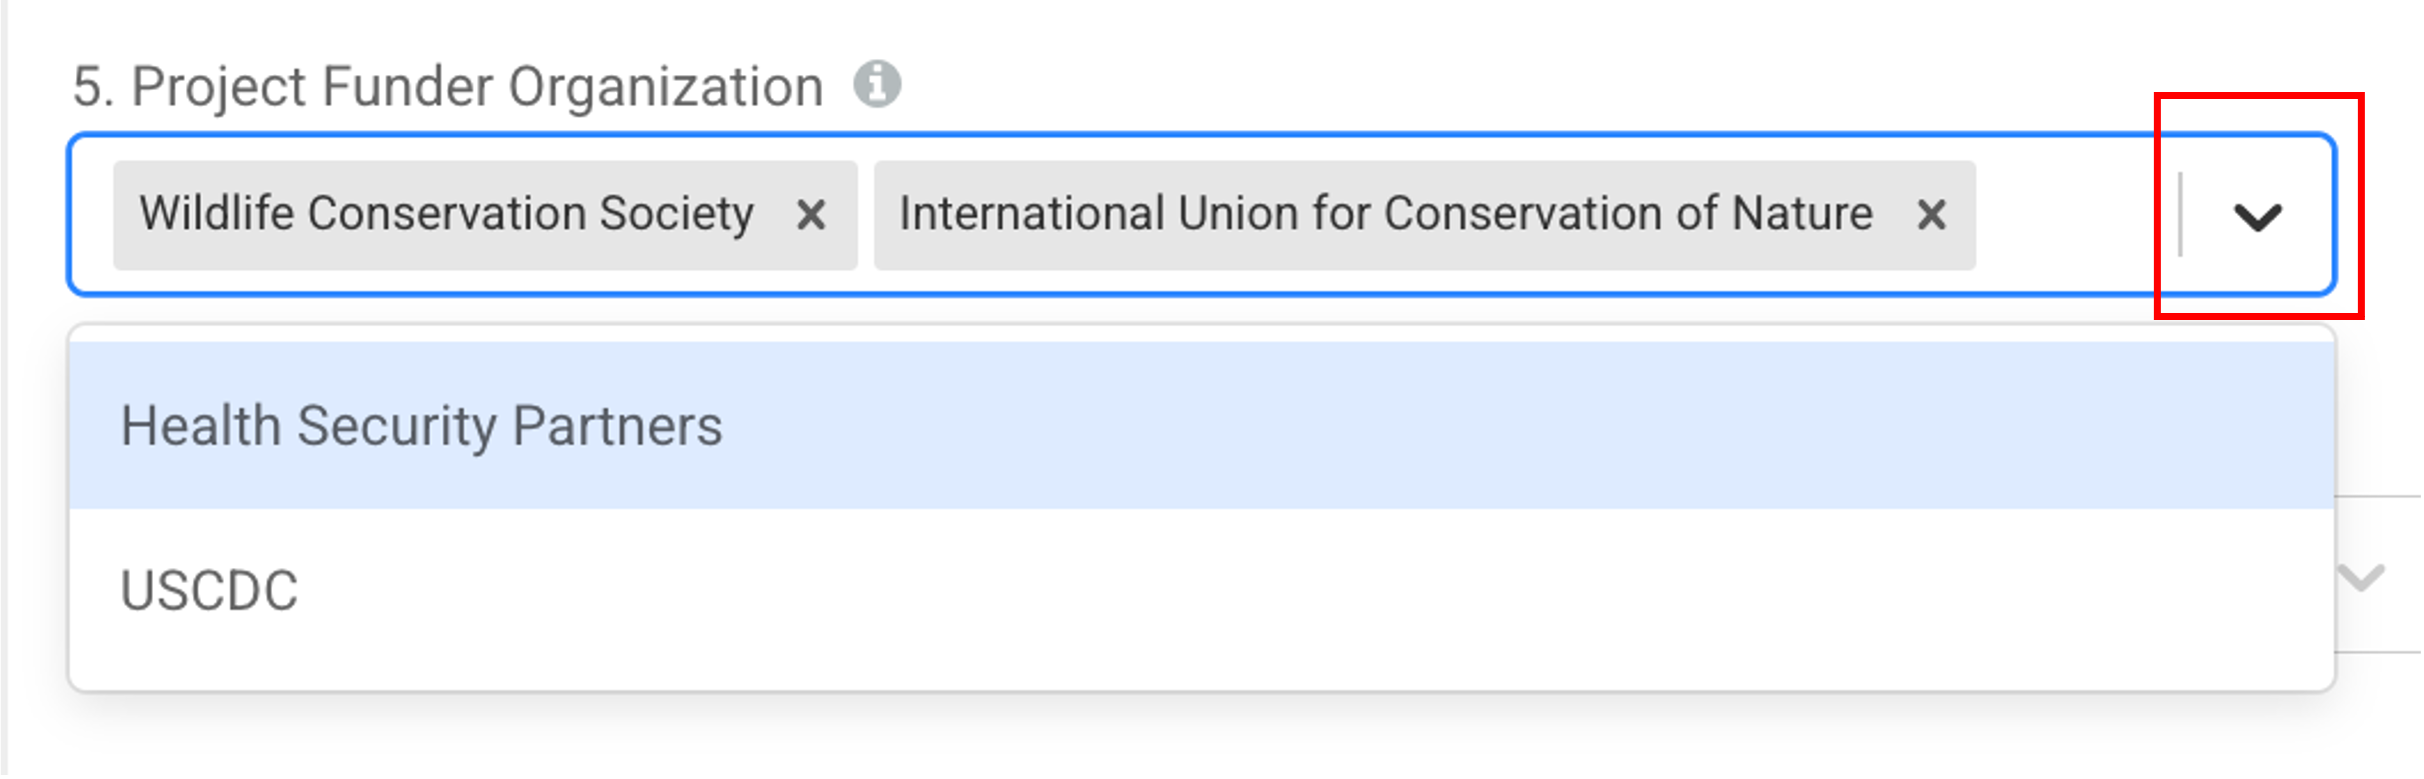 5. Project Funder Organization
Wildlife Conservation Society International Union for Conservation of Nature
Health Security Partners
USCDC